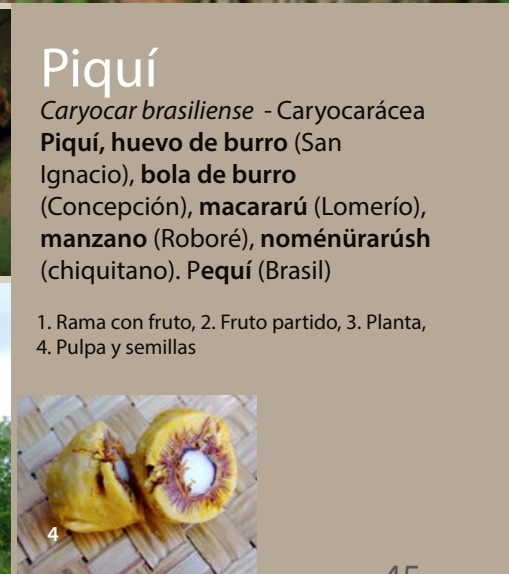 Piquí
Caryocar brasiliense - Caryocarácea
Piquí, huevo de burro (San
Ignacio), bola de burro
(Concepción), macararú (Lomerío),
manzano (Roboré), noménürarúsh
(chiquitano). Pequí (Brasil)
1. Rama con fruto, 2. Fruto partido, 3. Planta,
4. Pulpa y semillas
4
45